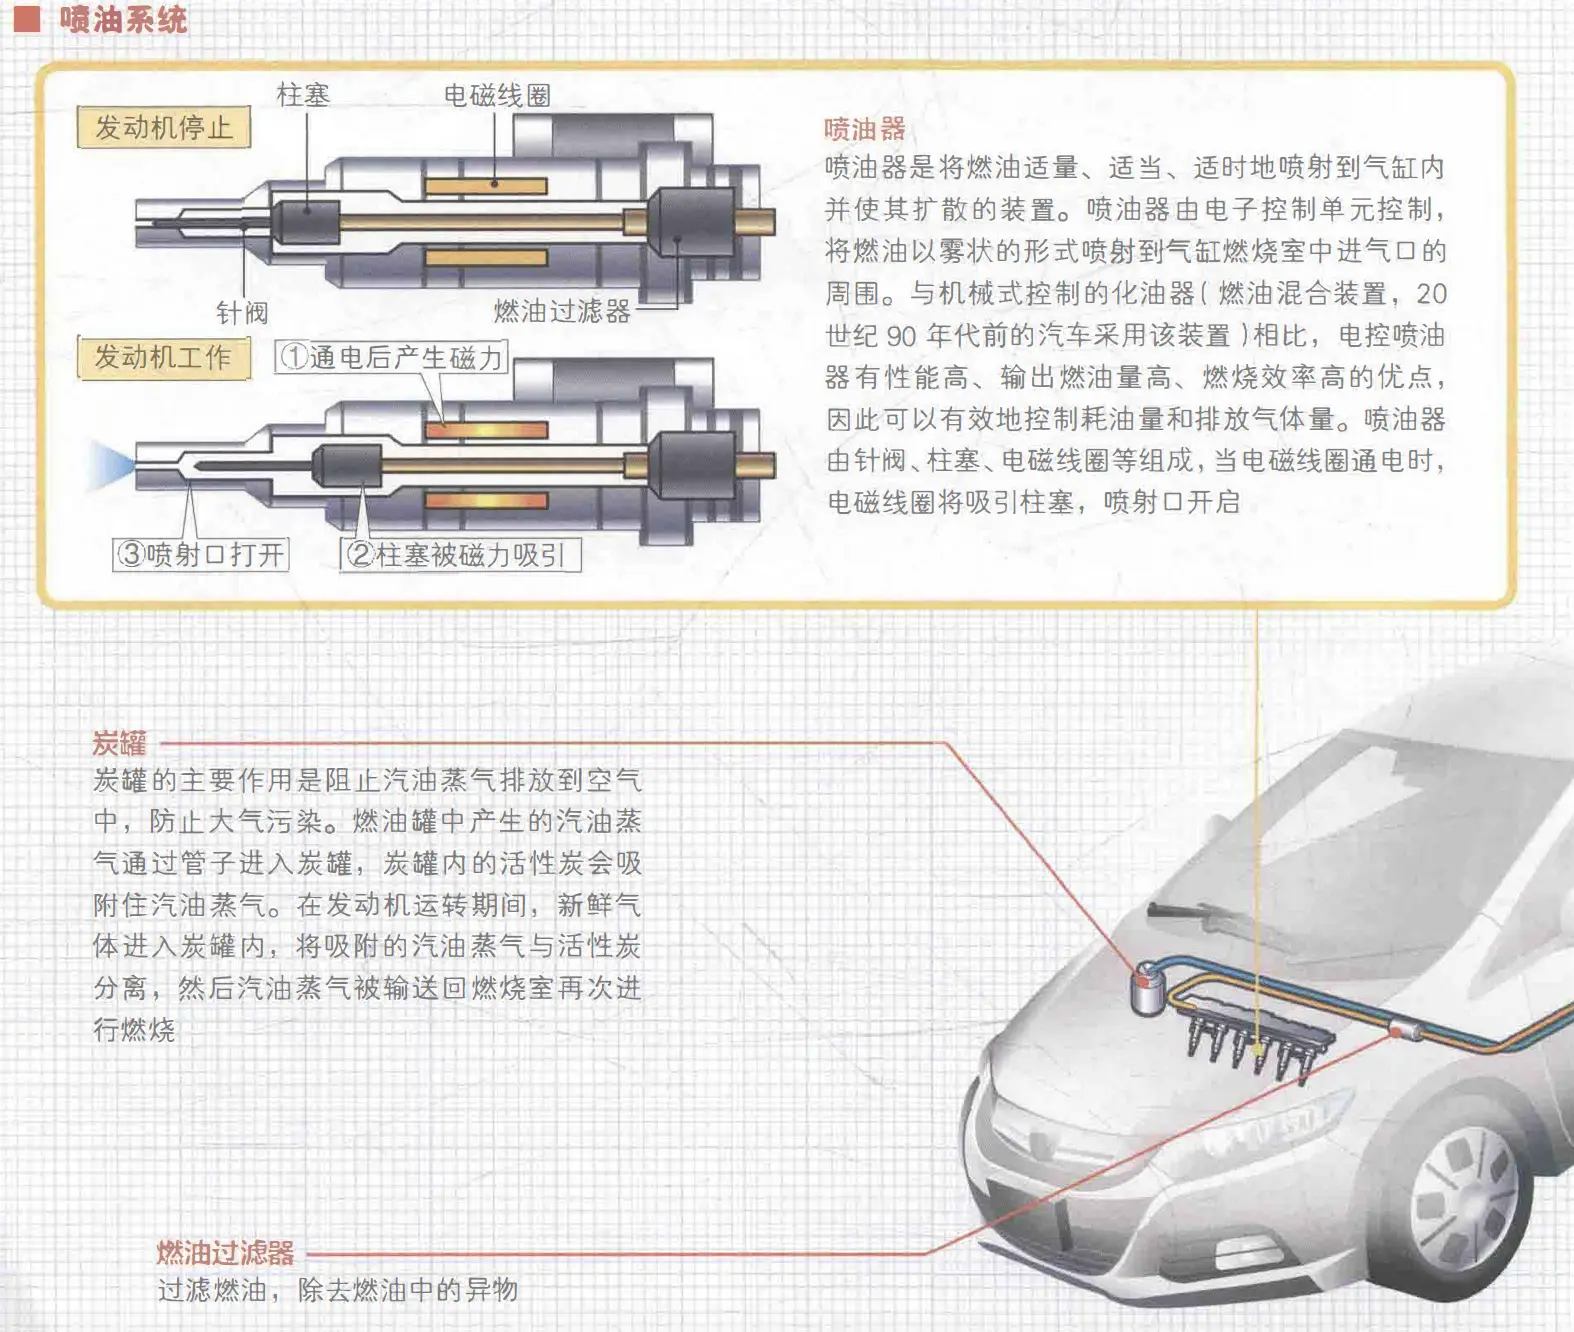 喷油系统
发动机停止
柱塞
电磁线圈
针阀
燃油过滤器
发动机工作
①通电后产生磁力
③喷射口打开
②柱塞被磁力吸引
喷油器
喷油器是将燃油适量、适当、适时地喷射到气缸内
并使其扩散的装置。喷油器由电子控制单元控制，
将燃油以雾状的形式喷射到气缸燃烧室中进气口的
周围。与机械式控制的化油器（燃油混合装置，20
世纪 90 年代前的汽车采用该装置）相比，电控喷油
器有性能高、输出燃油量高、燃烧效率高的优点，
因此可以有效地控制耗油量和排放气体量。喷油器
由针阀、柱塞、电磁线圈等组成，当电磁线圈通电时，
电磁线圈将吸引柱塞，喷射口开启
炭罐
炭罐的主要作用是阻止汽油蒸气排放到空气
中，防止大气污染。燃油罐中产生的汽油蒸
气通过管子进入炭罐，炭罐内的活性炭会吸
附住汽油蒸气。在发动机运转期间，新鲜气
体进入炭罐内，将吸附的汽油蒸气与活性炭
分离，然后汽油蒸气被输送回燃烧室再次进
行燃烧
燃油过滤器
过滤燃油，除去燃油中的异物